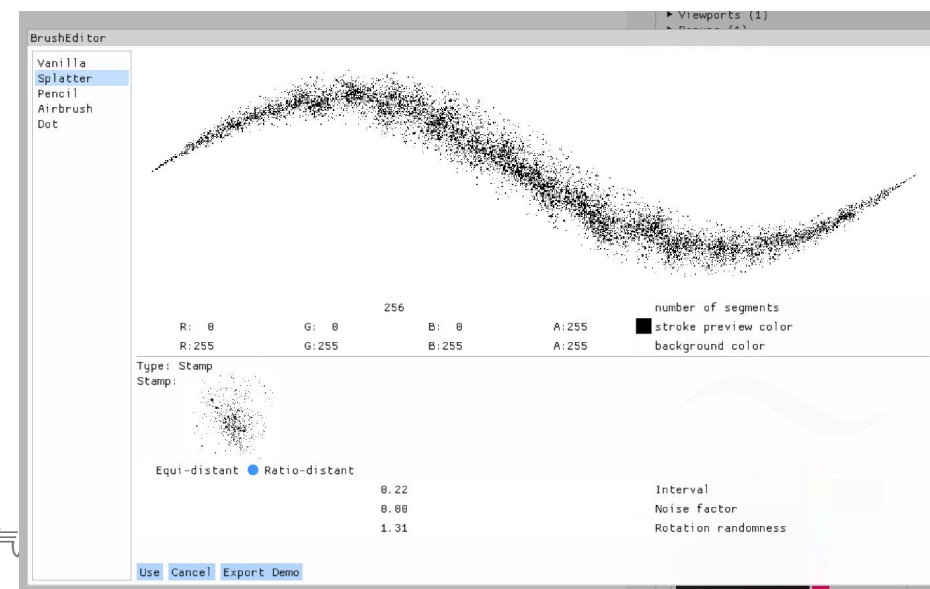 ▶ Viewports (1)
BrushEditor
Vanilla
Splatter
Pencil
Airbrush
Dot
256 number of segments
R: 0 G: 0 B: 0 A:255 stroke preview color
R:255 G:255 B:255 A:255 background color
Type: Stamp
Stamp:
Equi-distant Ratio-distant
0.22 Interval
0.00 Noise factor
1.31 Rotation randomness
Use Cancel Export Demo